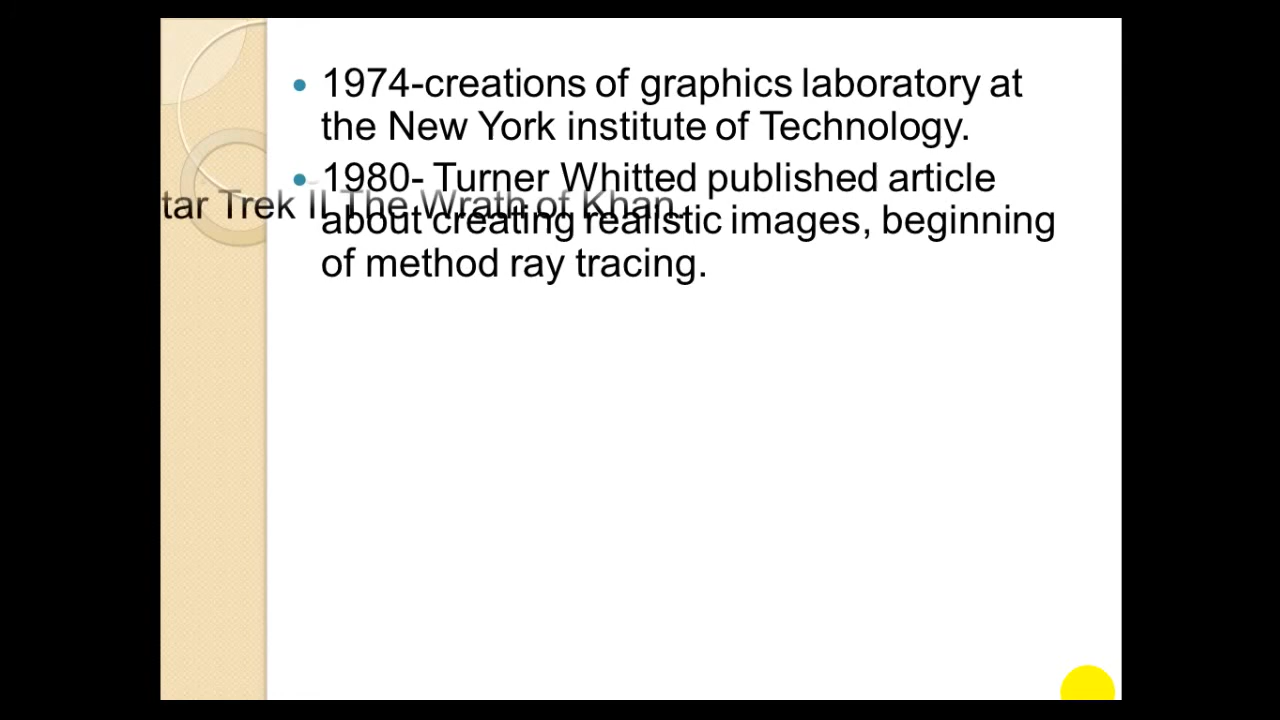 1974-creations of graphics laboratory at
the New York institute of Technology.
1980- Turner Whitted published article
tar Trek II The Wrath of Khan.
about creating realistic images, beginning
of method ray tracing.